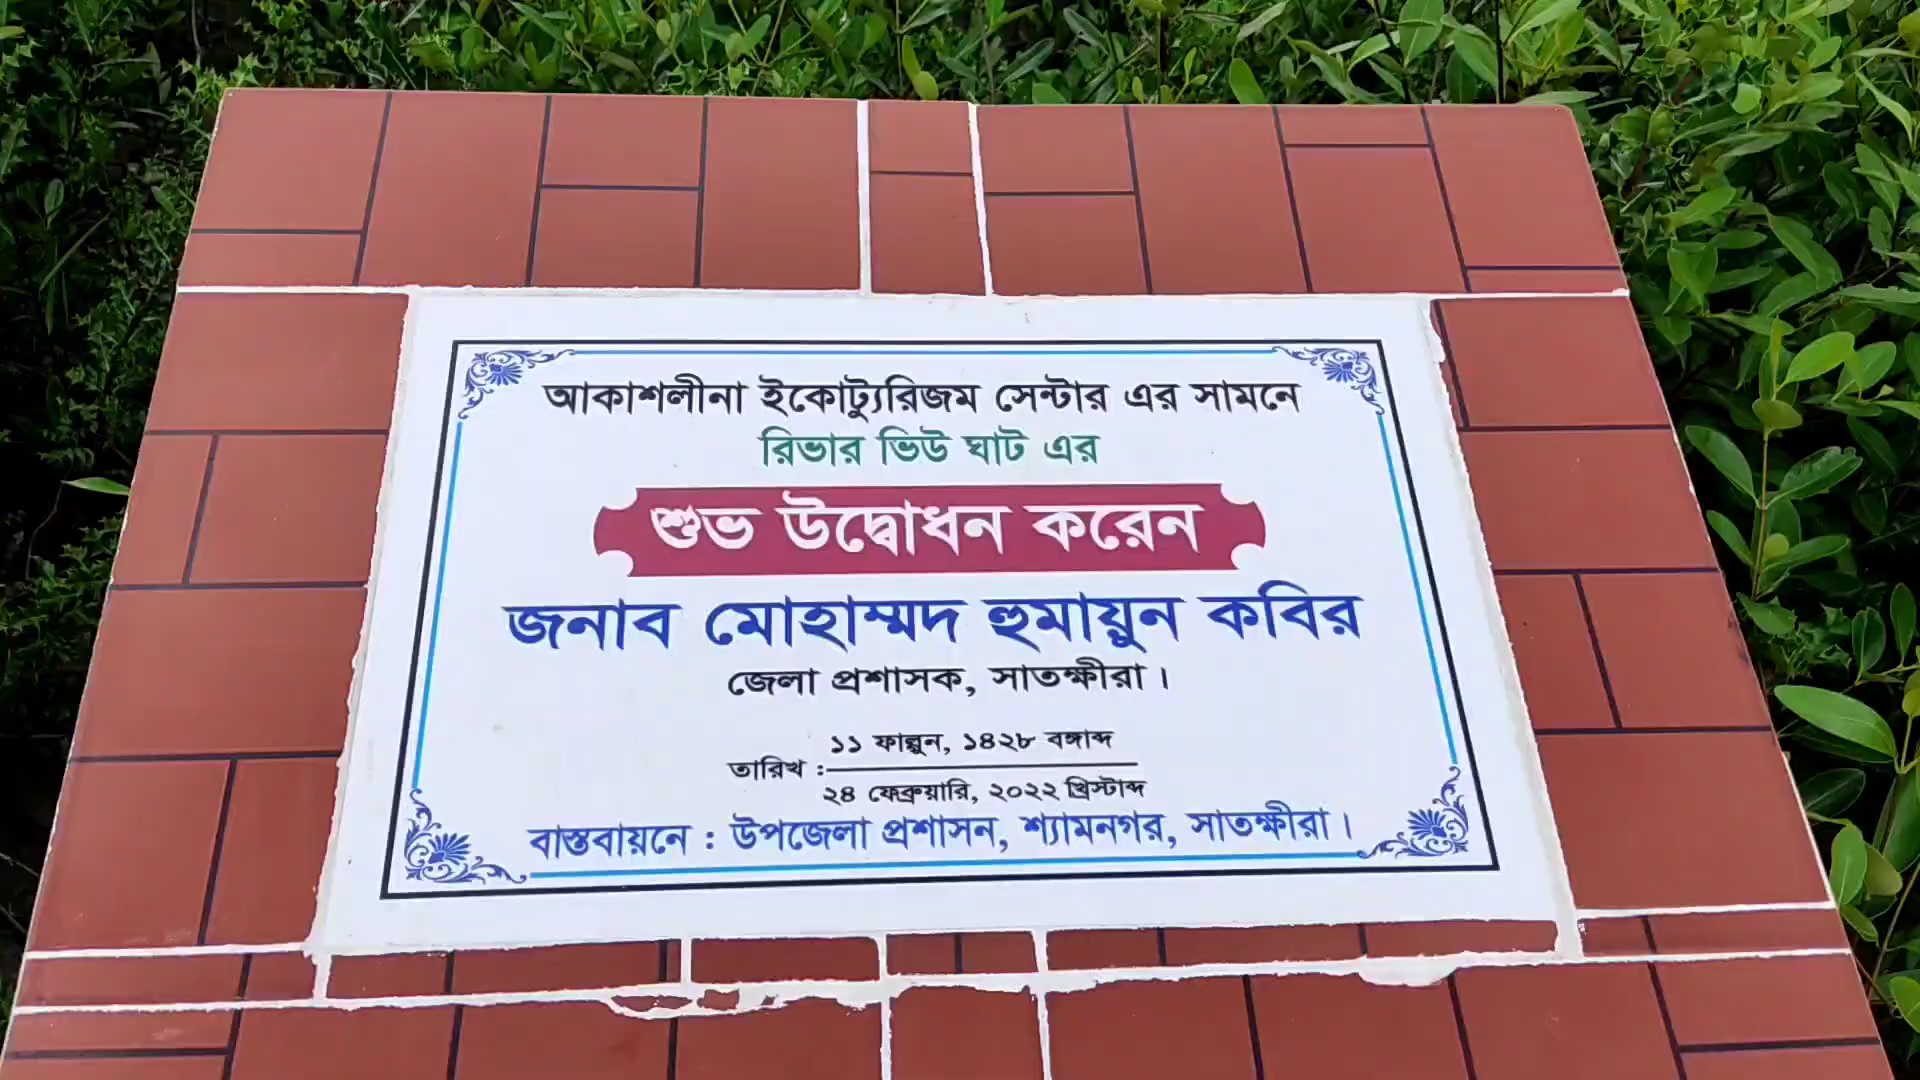 আকাশলীনা ইকোট্যুরিজম সেন্টার এর সামনে
রিভার ভিউ ঘাট এর
শুভ উদ্বোধন করেন
জনাব মোহাম্মদ হুমায়ুন কবির
জেলা প্রশাসক, সাতক্ষীরা।
১১ ফাল্গুন, ১৪২৮ বঙ্গাব্দ
তারিখ :
২৪ ফেব্রুয়ারি, ২০২২ খ্রিস্টাব্দ
বাস্তবায়নে : উপজেলা প্রশাসন, শ্যামনগর, সাতক্ষীরা।